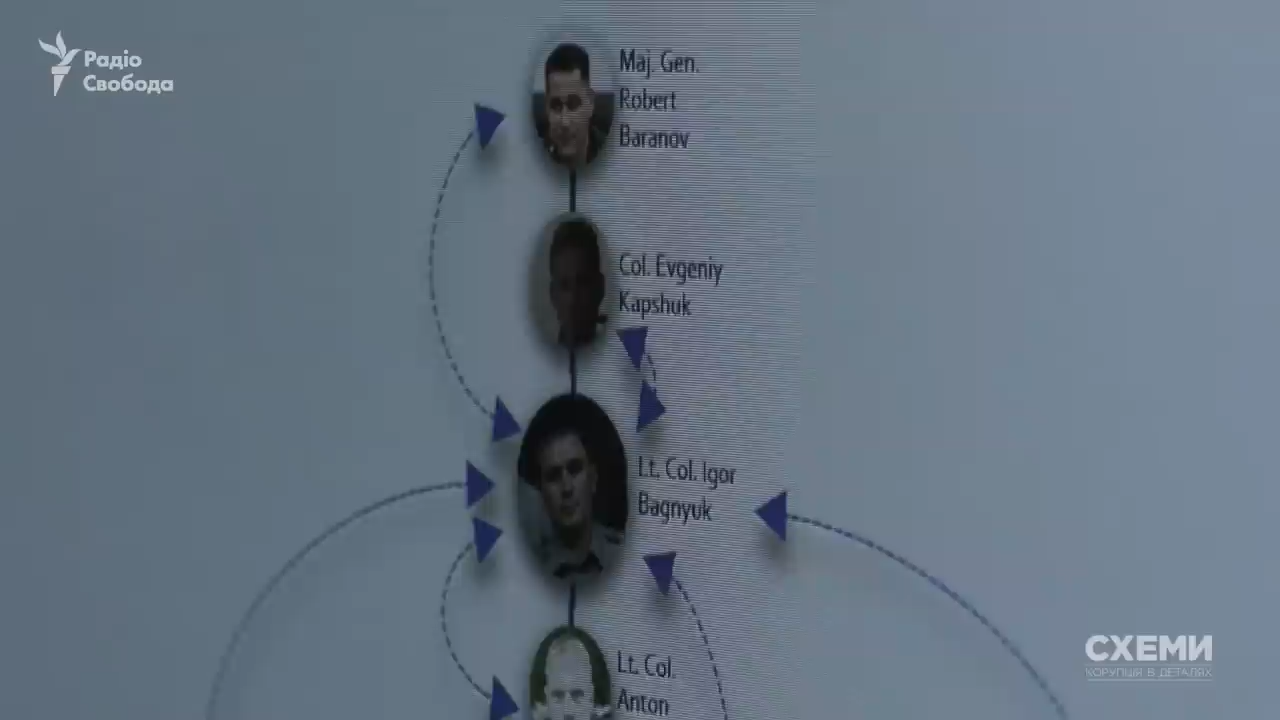 Радіо
Свобода
Maj. Gen.
Robert
Baranov
Col. Evgeniy
Kapshuk
Lt. Col. Igor
Bagnyuk
Lt. Col.
Anton
СХЕМИ
КОРУПЦІЯ В ДЕТАЛЯХ